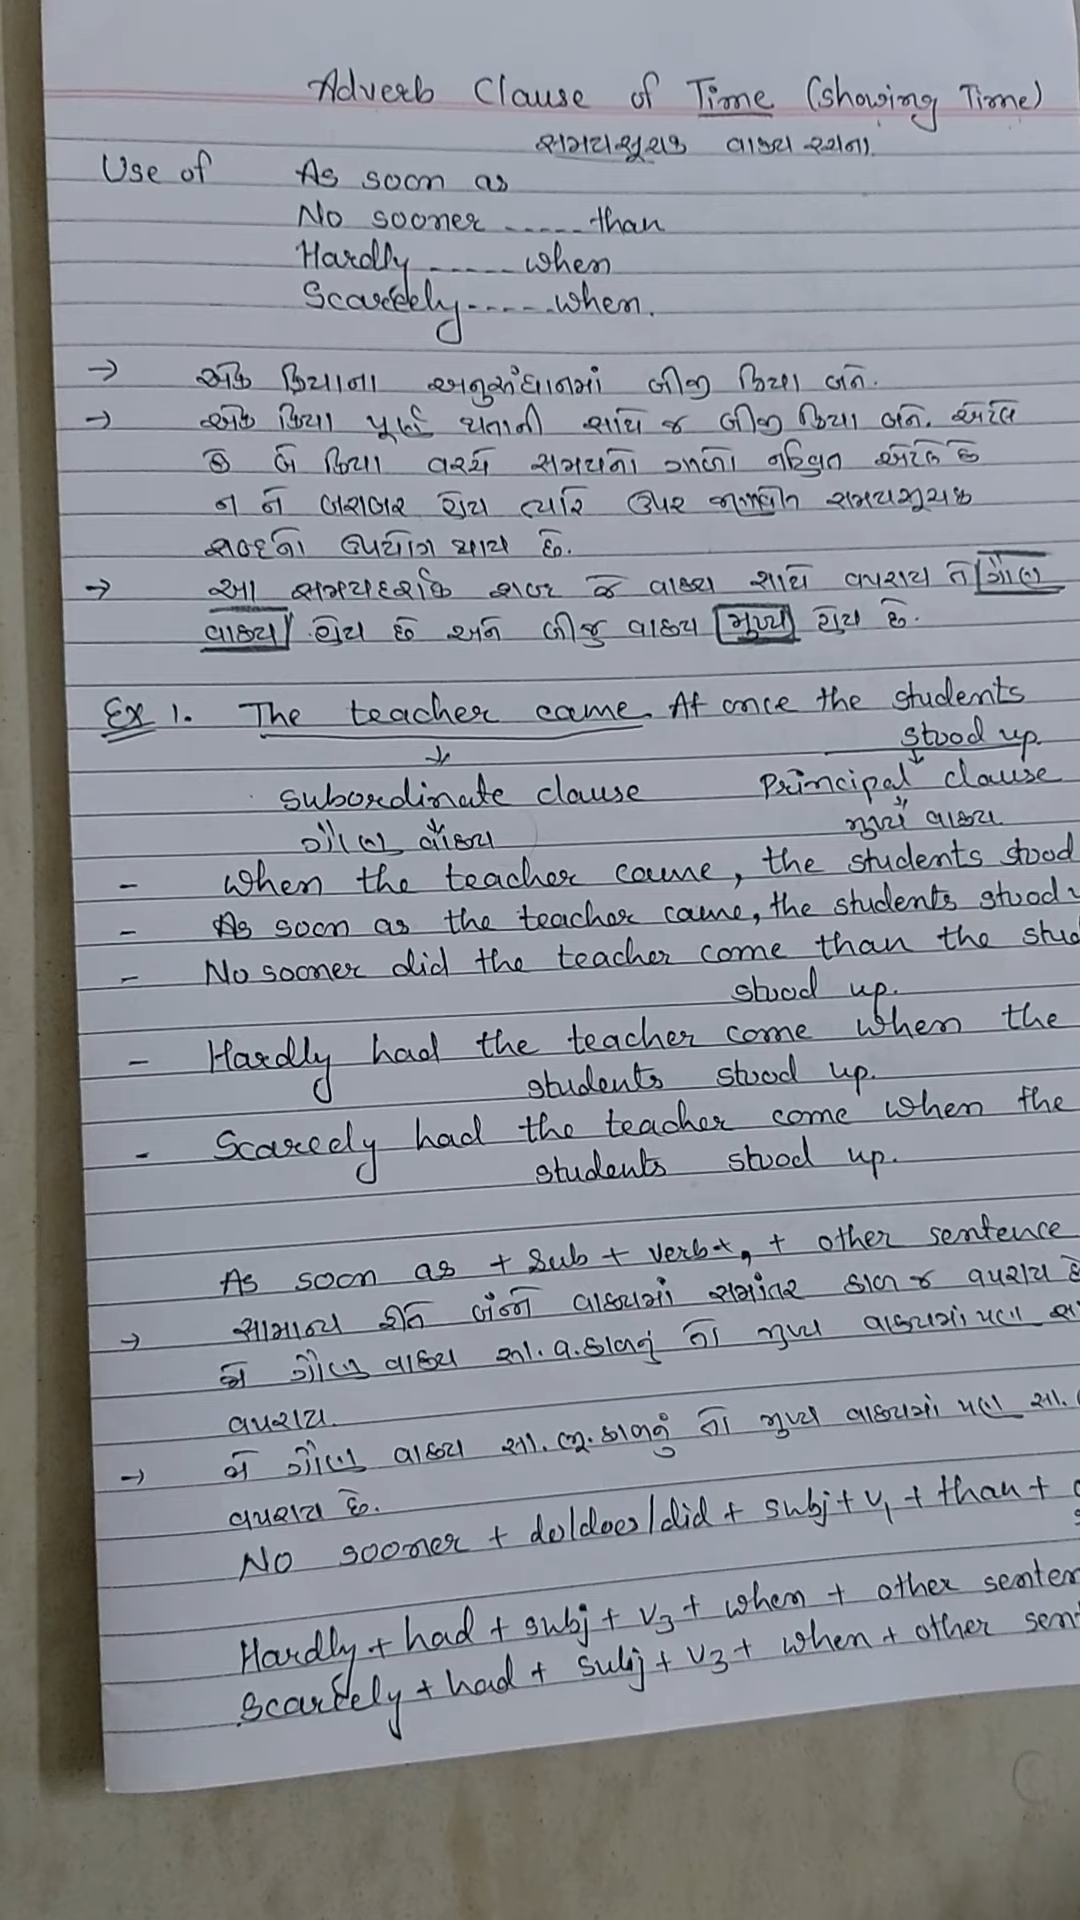 Adverb Clause of Time (showing Time)
સમયસૂચક વાક્ય રચના.
Use of As soon as
No sooner ..... than
Hardly ..... when
Scarcely ..... when.
→ એક ક્રિયાના અનુસંધાનમાં બીજી ક્રિયા બને.
→ એક ક્રિયા પૂર્ણ થતાની સાથે જ બીજી ક્રિયા બને. એટલે
કે બે ક્રિયા વચ્ચે સમયનો ગાળો નહિવત એટલે કે
ન ને બરાબર હોય ત્યારે ઉપર જણાવેલ સમયસૂચક
શબ્દનો ઉપયોગ થાય છે.
→ આ સમયદર્શક શબ્દ જે વાક્ય સાથે વપરાય તે ગૌણ
વાક્ય હોય છે અને બીજુ વાક્ય મુખ્ય હોય છે.
Ex 1. The teacher came. At once the students
stood up.
subordinate clause Principal clause
ગૌણ વાક્ય મુખ્ય વાક્ય
- When the teacher came, the students stood
- As soon as the teacher came, the students stood
- No sooner did the teacher come than the stud
stood up.
- Hardly had the teacher come when the
students stood up.
- Scarcely had the teacher come when the
students stood up.
As soon as + Sub + verb + other sentence
→ સામાન્ય રીતે બંને વાક્યમાં સમાંતર કાળ જ વપરાય છે
જો ગૌણ વાક્ય સા.વ.કાળનું તો મુખ્ય વાક્યમાં પણ સા
વપરાય.
→ જો ગૌણ વાક્ય સા.ભૂ.કાળનું તો મુખ્ય વાક્યમાં પણ સા.
વપરાય છે.
No sooner + do/does/did + subj + V1 + than +
Hardly + had + subj + V3 + when + other senten
Scarcely + had + subj + V3 + when + other sent